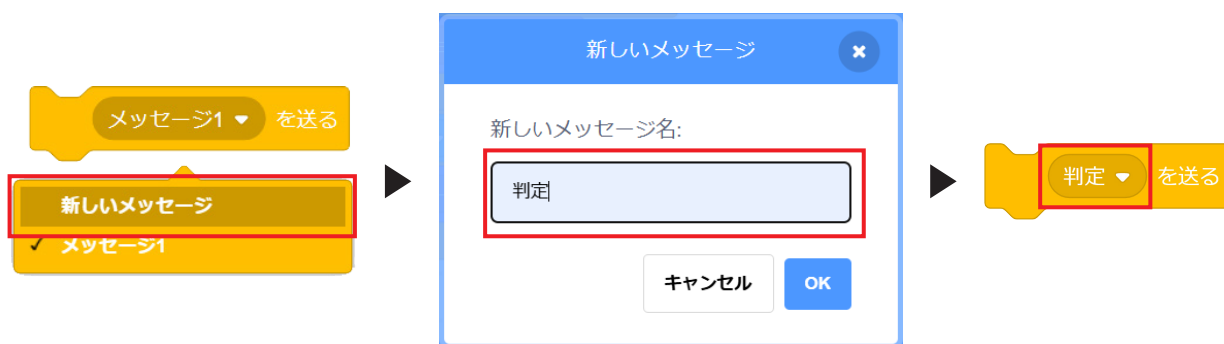 メッセージ1 を送る
新しいメッセージ
メッセージ1
新しいメッセージ
新しいメッセージ名:
判定
キャンセル OK
判定 を送る